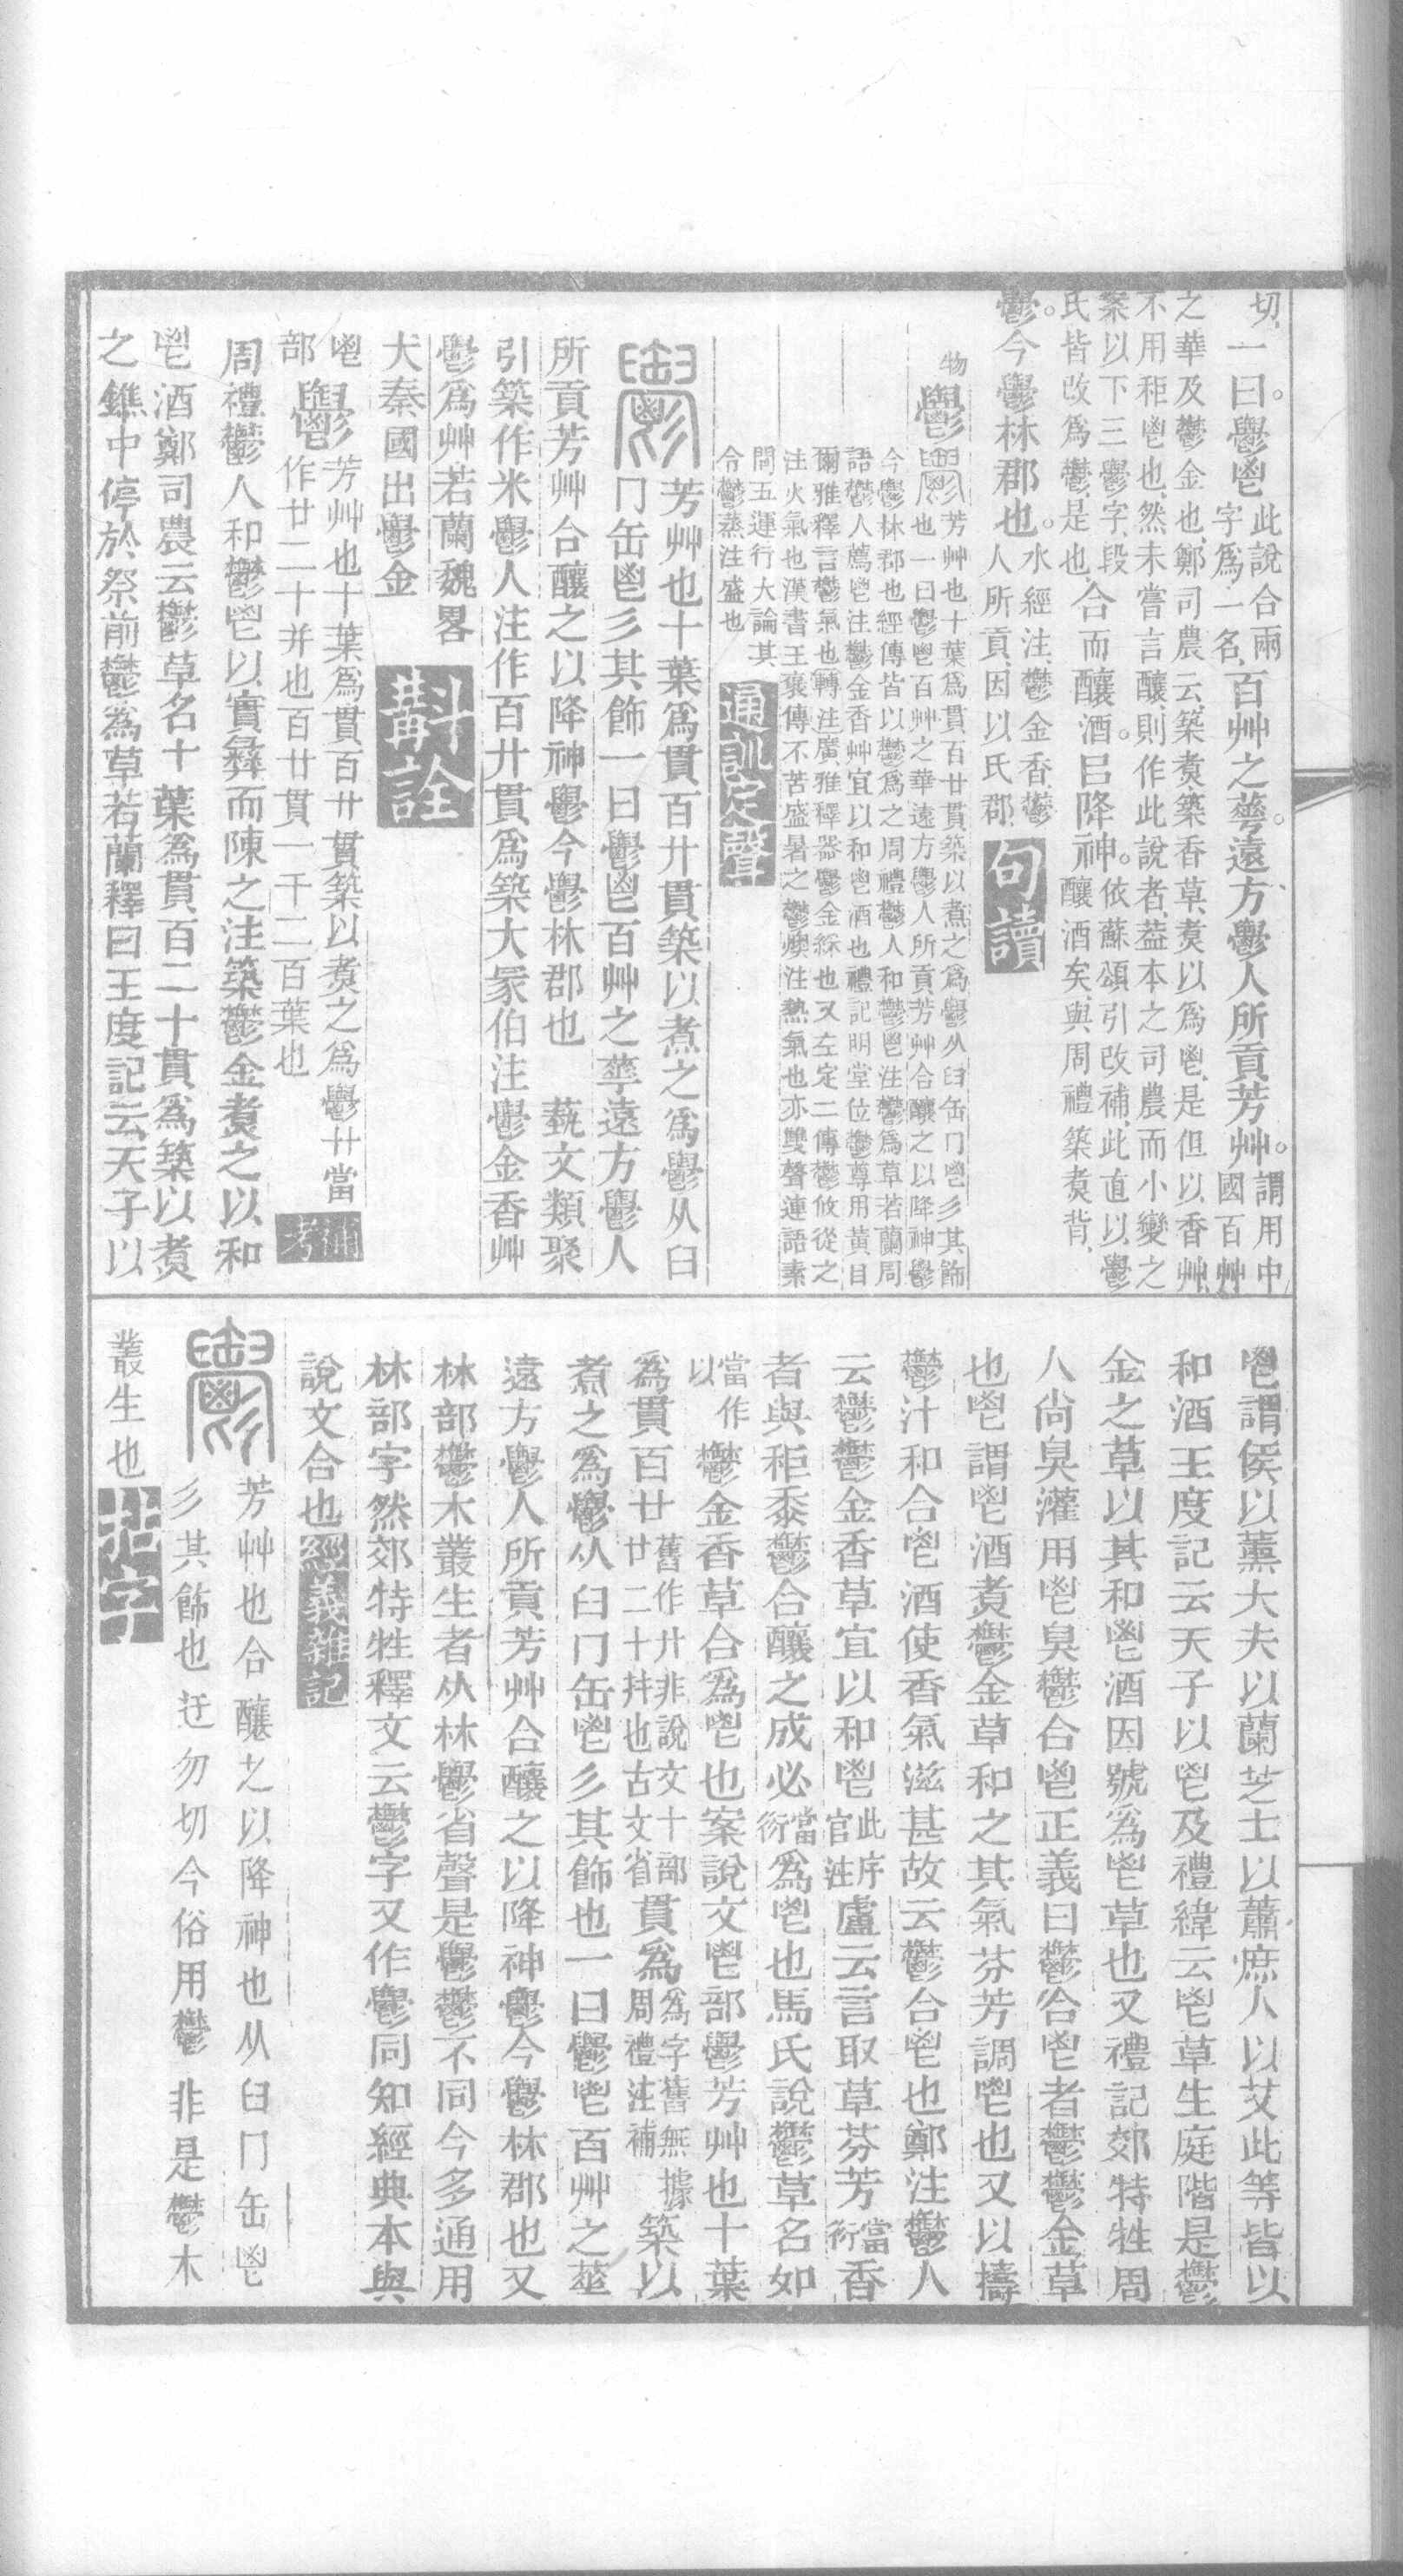 切一曰鬱鬯此說合兩字爲一名百艸之蕐遠方鬱人所貢芳艸謂用中國百艸
之華及鬱金也鄭司農云築煑築香草煑以爲鬯是但以香艸
不用秬鬯也然未嘗言釀則作此說者葢本之司農而小變之
案以下三鬱字段
氏皆改爲鬱是也合而釀酒㠯降神依蘇頌引改補此直以鬱釀酒矣與周禮築煑背
鬱今鬱林郡也水經注鬱金香鬱人所貢因以氏郡句讀
物
鬱芳艸也十葉爲貫百廿貫築以煮之爲鬱从臼缶冂鬯彡其飾
也一曰鬱鬯百艸之華遠方鬱人所貢芳艸合釀之以降神鬱
今鬱林郡也經傳皆以鬱爲之周禮鬱人和鬱鬯注鬱爲草若蘭周
語鬱人薦鬯注鬱金香艸宜以和鬯酒也禮記明堂位鬱尊用黃目
爾雅釋言鬱氣也轉注廣雅釋器鬱金綵也又左定二傳鬱攸從之
注火氣也漢書王襃傳不苦盛暑之鬱燠注熱氣也亦雙聲連語素
問五運行大論其
令鬱蒸注盛也通訓定聲
鬱芳艸也十葉爲貫百廾貫築以煮之爲鬱从臼
冂缶鬯彡其飾一曰鬱鬯百艸之華遠方鬱人
所貢芳艸合釀之以降神鬱今鬱林郡也 蓺文類聚
引築作米鬱人注作百廾貫爲築大冢伯注鬱金香艸
鬱爲艸若蘭魏畧
大秦國出鬱金斠詮
鬯部鬱芳艸也十葉爲貫百廾貫築以煑之爲鬱廾當
作廿二十并也百廿貫一千二百葉也補考
周禮鬱人和鬱鬯以實彝而陳之注築鬱金煑之以和
鬯酒鄭司農云鬱草名十葉爲貫百二十貫爲築以煑
之鐎中停於祭前鬱爲草若蘭釋曰王度記云天子以
鬯謂侯以薰大夫以蘭芝士以蕭庶人以艾此等皆以
和酒王度記云天子以鬯及禮緯云鬯草生庭階是鬱
金之草以其和鬯酒因號爲鬯草也又禮記郊特牲周
人尙臭灌用鬯臭鬱合鬯正義曰鬱合鬯者鬱鬱金草
也鬯謂鬯酒煑鬱金草和之其氣芬芳調鬯也又以擣
鬱汁和合鬯酒使香氣滋甚故云鬱合鬯也鄭注鬱人
云鬱鬱金香草宜以和鬯此序官注盧云言取草芬芳當衍香
者與秬黍鬱合釀之成必當衍爲鬯也馬氏說鬱草名如
當作以鬱金香草合爲鬯也案說文鬯部鬱芳艸也十葉
爲貫百廿舊作廾非說文十部廿二十并也古文省貫爲爲字舊無據周禮注補築以
煮之爲鬱从臼冂缶鬯彡其飾也一曰鬱鬯百艸之蕐
遠方鬱人所貢芳艸合釀之以降神鬱今鬱林郡也又
林部鬱木叢生者从林鬱省聲是鬱鬱不同今多通用
林部字然郊特牲釋文云鬱字又作鬱同知經典本與
說文合也經義雜記
鬱芳艸也合釀之以降神也从臼冂缶鬯
彡其飾也迂勿切今俗用鬱非是鬱木
叢生也